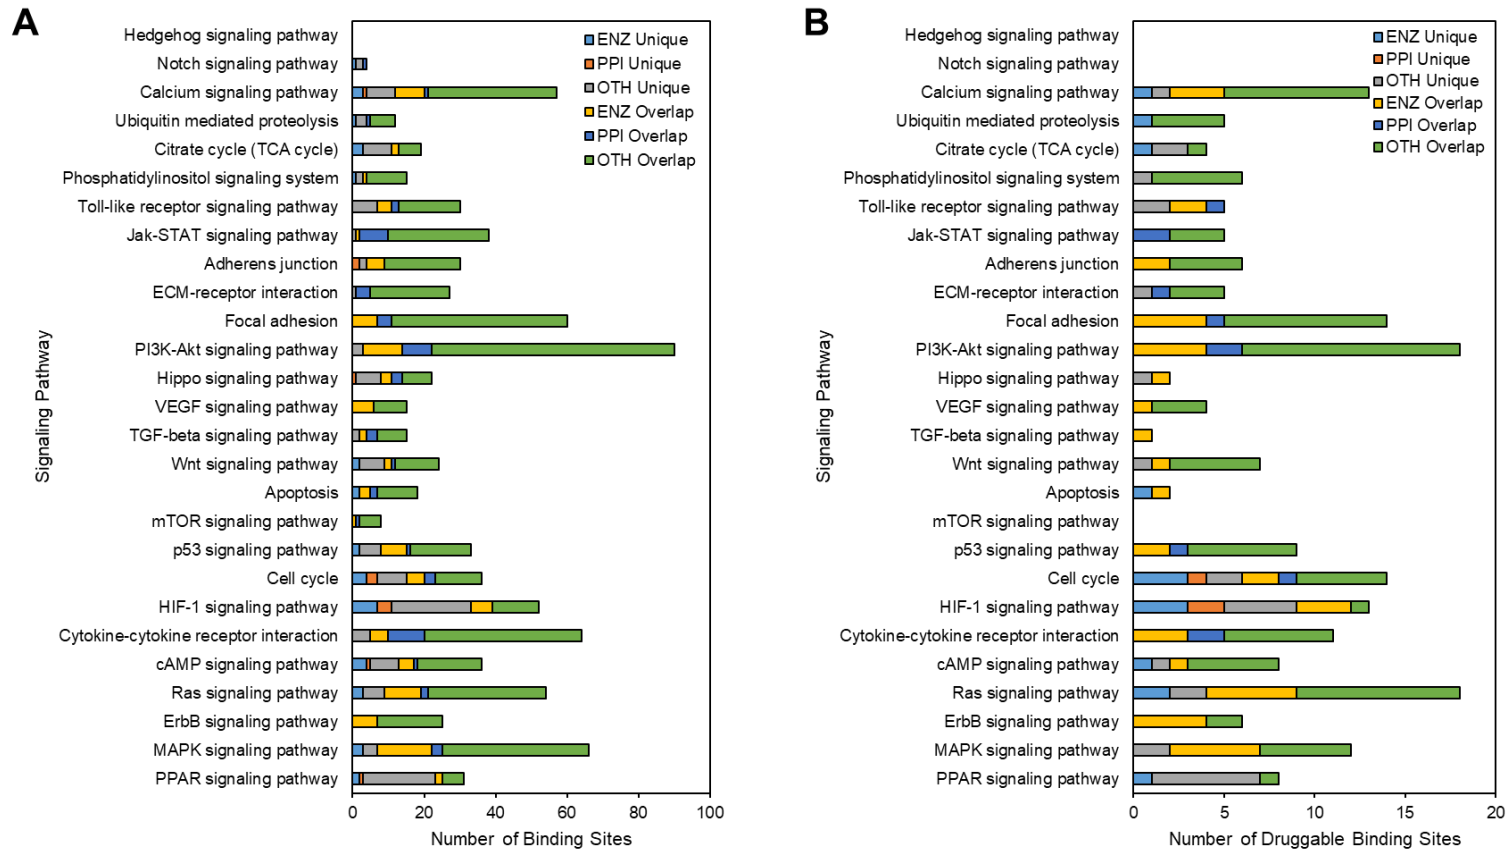 A
Signaling Pathway
Hedgehog signaling pathway
Notch signaling pathway
Calcium signaling pathway
Ubiquitin mediated proteolysis
Citrate cycle (TCA cycle)
Phosphatidylinositol signaling system
Toll-like receptor signaling pathway
Jak-STAT signaling pathway
Adherens junction
ECM-receptor interaction
Focal adhesion
PI3K-Akt signaling pathway
Hippo signaling pathway
VEGF signaling pathway
TGF-beta signaling pathway
Wnt signaling pathway
Apoptosis
mTOR signaling pathway
p53 signaling pathway
Cell cycle
HIF-1 signaling pathway
Cytokine-cytokine receptor interaction
cAMP signaling pathway
Ras signaling pathway
ErbB signaling pathway
MAPK signaling pathway
PPAR signaling pathway
ENZ Unique
PPI Unique
OTH Unique
ENZ Overlap
PPI Overlap
OTH Overlap
0 20 40 60 80 100
Number of Binding Sites
B
Signaling Pathway
Hedgehog signaling pathway
Notch signaling pathway
Calcium signaling pathway
Ubiquitin mediated proteolysis
Citrate cycle (TCA cycle)
Phosphatidylinositol signaling system
Toll-like receptor signaling pathway
Jak-STAT signaling pathway
Adherens junction
ECM-receptor interaction
Focal adhesion
PI3K-Akt signaling pathway
Hippo signaling pathway
VEGF signaling pathway
TGF-beta signaling pathway
Wnt signaling pathway
Apoptosis
mTOR signaling pathway
p53 signaling pathway
Cell cycle
HIF-1 signaling pathway
Cytokine-cytokine receptor interaction
cAMP signaling pathway
Ras signaling pathway
ErbB signaling pathway
MAPK signaling pathway
PPAR signaling pathway
ENZ Unique
PPI Unique
OTH Unique
ENZ Overlap
PPI Overlap
OTH Overlap
0 5 10 15 20
Number of Druggable Binding Sites